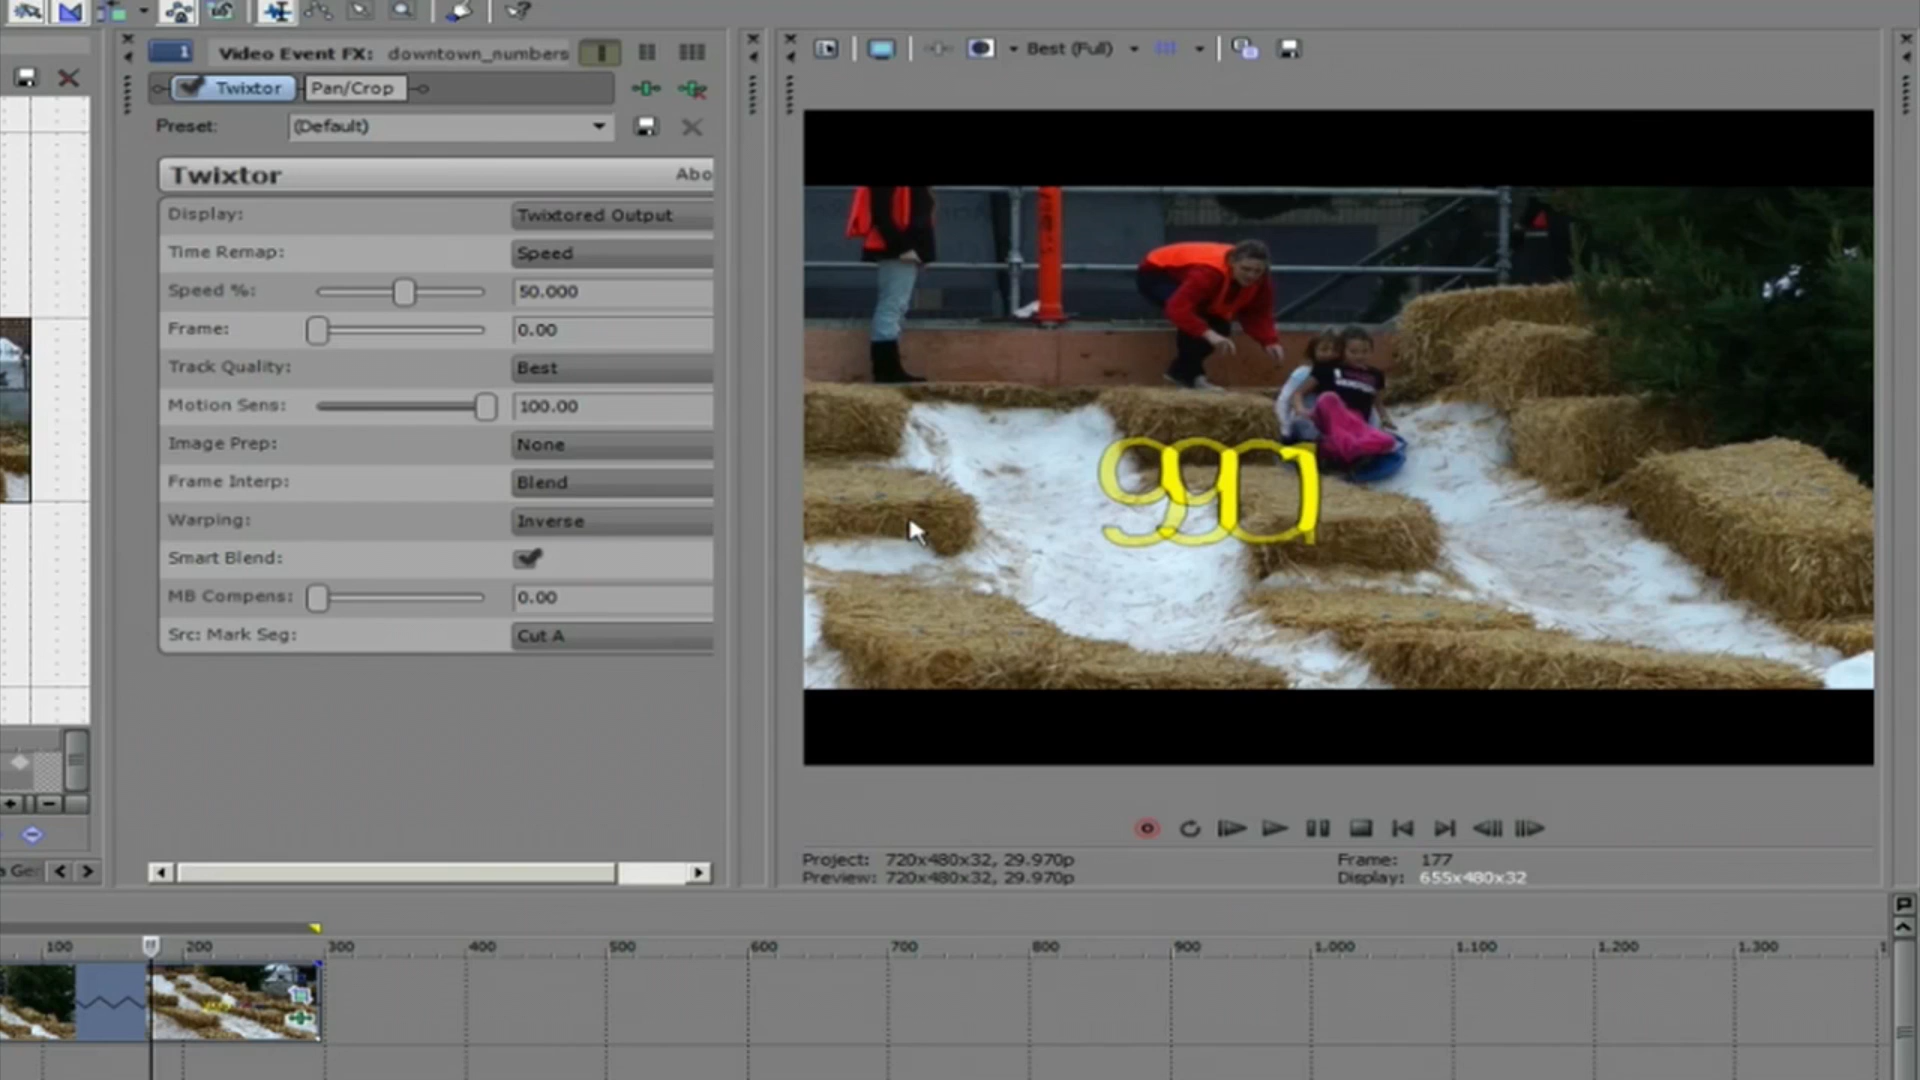 1 Video Event FX: downtown_numbers
Best (Full)
Twixtor Pan/Crop
Preset: (Default)
Twixtor Abo
Display: Twixtored Output
Time Remap: Speed
Speed %: 50.000
Frame: 0.00
Track Quality: Best
Motion Sens: 100.00
Image Prep: None
Frame Interp: Blend
Warping: Inverse
Smart Blend:
MB Compens: 0.00
Src: Mark Seg: Cut A
Project: 720x480x32, 29.970p
Preview: 720x480x32, 29.970p
Frame: 177
Display: 655x480x32
100 200 300 400 500 600 700 800 900 1.000 1.100 1.200 1.300